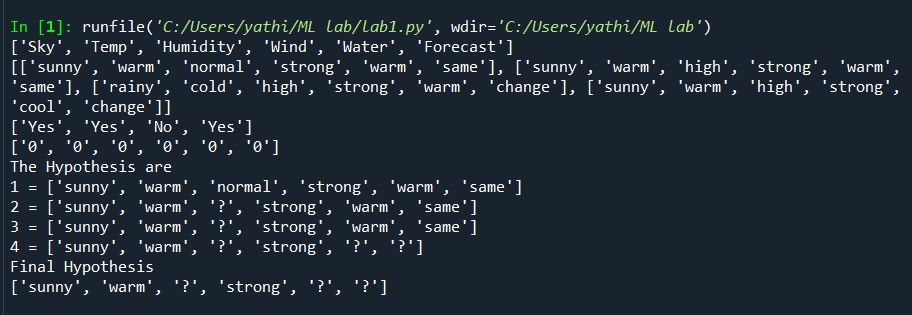 In [1]: runfile('C:/Users/yathi/ML lab/lab1.py', wdir='C:/Users/yathi/ML lab')
['Sky', 'Temp', 'Humidity', 'Wind', 'Water', 'Forecast']
[['sunny', 'warm', 'normal', 'strong', 'warm', 'same'], ['sunny', 'warm', 'high', 'strong', 'warm',
'same'], ['rainy', 'cold', 'high', 'strong', 'warm', 'change'], ['sunny', 'warm', 'high', 'strong',
'cool', 'change']]
['Yes', 'Yes', 'No', 'Yes']
['0', '0', '0', '0', '0', '0']
The Hypothesis are
1 = ['sunny', 'warm', 'normal', 'strong', 'warm', 'same']
2 = ['sunny', 'warm', '?', 'strong', 'warm', 'same']
3 = ['sunny', 'warm', '?', 'strong', 'warm', 'same']
4 = ['sunny', 'warm', '?', 'strong', '?', '?']
Final Hypothesis
['sunny', 'warm', '?', 'strong', '?', '?']